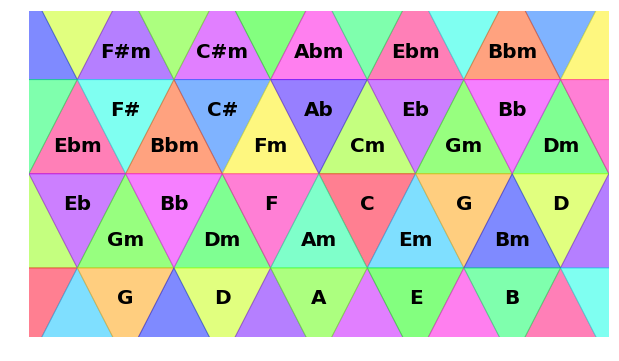 F#m C#m Abm Ebm Bbm
F# C# Ab Eb Bb
Ebm Bbm Fm Cm Gm Dm
Eb Bb F C G D
Gm Dm Am Em Bm
G D A E B